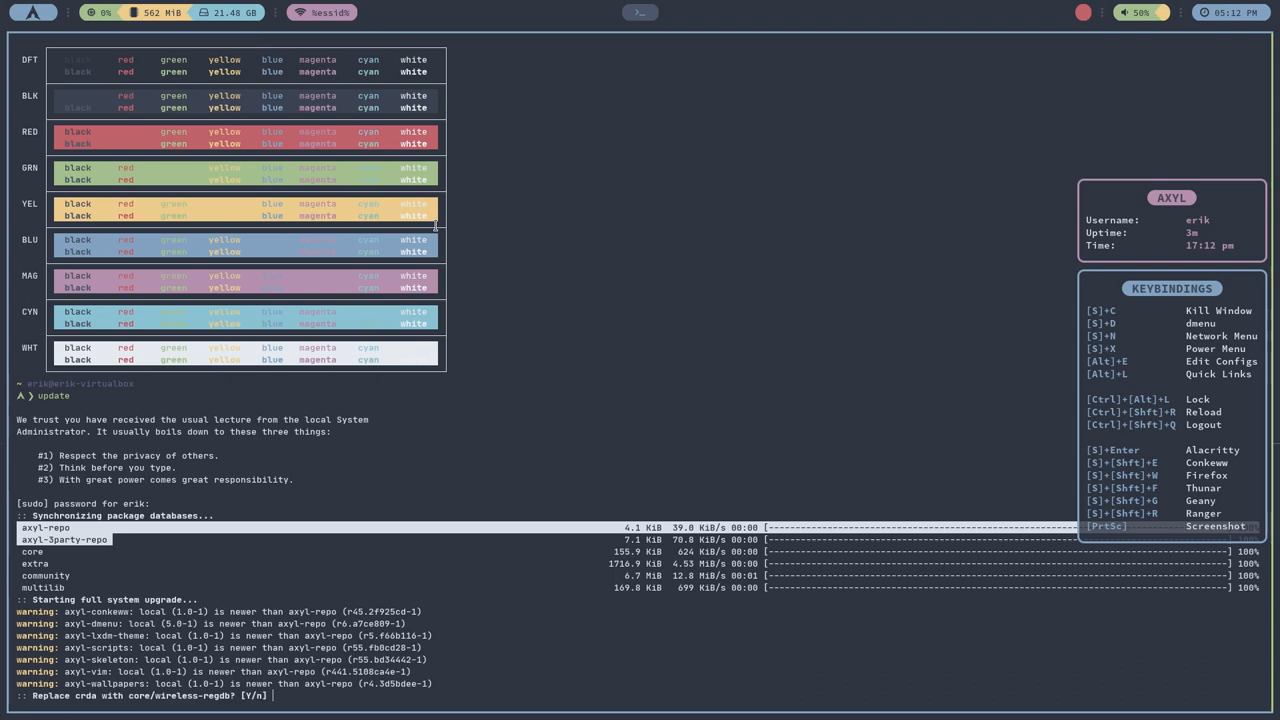 0% 562 MiB 21.48 GB %essid% >_ 50% 05:12 PM
DFT black red green yellow blue magenta cyan white
black red green yellow blue magenta cyan white
BLK red green yellow blue magenta cyan white
black red green yellow blue magenta cyan white
RED black green yellow blue magenta cyan white
black green yellow blue magenta cyan white
GRN black red yellow blue magenta cyan white
black red yellow blue magenta cyan white
YEL black red green blue magenta cyan white
black red green blue magenta cyan white
BLU black red green yellow magenta cyan white
black red green yellow magenta cyan white
MAG black red green yellow blue cyan white
black red green yellow blue cyan white
CYN black red green yellow blue magenta white
black red green yellow blue magenta white
WHT black red green yellow blue magenta cyan
black red green yellow blue magenta cyan
~ erik@erik-virtualbox
❯ update
We trust you have received the usual lecture from the local System
Administrator. It usually boils down to these three things:
#1) Respect the privacy of others.
#2) Think before you type.
#3) With great power comes great responsibility.
[sudo] password for erik:
:: Synchronizing package databases...
axyl-repo 4.1 KiB 39.0 KiB/s 00:00 [----------------------------------------------------
axyl-3party-repo 7.1 KiB 70.8 KiB/s 00:00 [-----------------------------------------------------------------------------] 100%
core 155.9 KiB 624 KiB/s 00:00 [-----------------------------------------------------------------------------] 100%
extra 1716.9 KiB 4.53 MiB/s 00:00 [-----------------------------------------------------------------------------] 100%
community 6.7 MiB 12.8 MiB/s 00:01 [-----------------------------------------------------------------------------] 100%
multilib 169.8 KiB 699 KiB/s 00:00 [-----------------------------------------------------------------------------] 100%
:: Starting full system upgrade...
warning: axyl-conkeww: local (1.0-1) is newer than axyl-repo (r45.2f925cd-1)
warning: axyl-dmenu: local (5.0-1) is newer than axyl-repo (r6.a7ce809-1)
warning: axyl-lxdm-theme: local (1.0-1) is newer than axyl-repo (r5.f66b116-1)
warning: axyl-scripts: local (1.0-1) is newer than axyl-repo (r55.fb0cd28-1)
warning: axyl-skeleton: local (1.0-1) is newer than axyl-repo (r55.bd34442-1)
warning: axyl-vim: local (1.0-1) is newer than axyl-repo (r441.5108ca4e-1)
warning: axyl-wallpapers: local (1.0-1) is newer than axyl-repo (r4.3d5bdee-1)
:: Replace crda with core/wireless-regdb? [Y/n]
AXYL
Username: erik
Uptime: 3m
Time: 17:12 pm
KEYBINDINGS
[S]+C Kill Window
[S]+D dmenu
[S]+N Network Menu
[S]+X Power Menu
[Alt]+E Edit Configs
[Alt]+L Quick Links
[Ctrl]+[Alt]+L Lock
[Ctrl]+[Shft]+R Reload
[Ctrl]+[Shft]+Q Logout
[S]+Enter Alacritty
[S]+[Shft]+E Conkeww
[S]+[Shft]+W Firefox
[S]+[Shft]+F Thunar
[S]+[Shft]+G Geany
[S]+[Shft]+R Ranger
[PrtSc] Screenshot